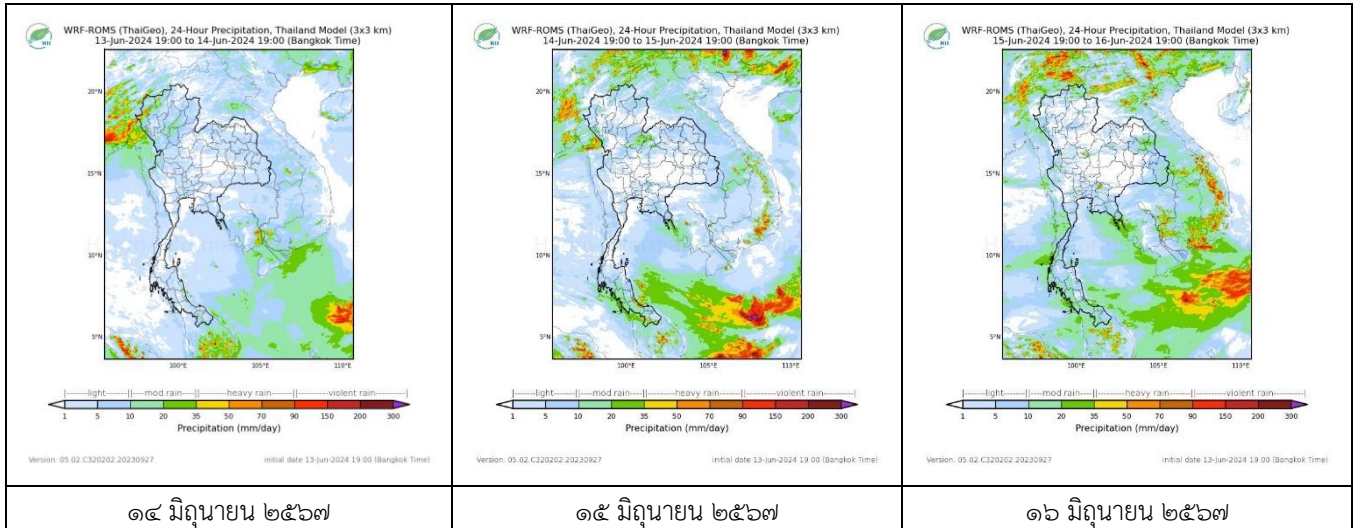 HII
WRF-ROMS (ThaiGeo), 24-Hour Precipitation, Thailand Model (3x3 km)
13-Jun-2024 19:00 to 14-Jun-2024 19:00 (Bangkok Time)
20°N
15°N
10°N
5°N
100°E 105°E 110°E
light mod rain heavy rain violent rain
1 5 10 20 35 50 70 90 150 200 300
Precipitation (mm/day)
Version: 05.02.C320202.20230927 initial date 13-Jun-2024 19:00 (Bangkok Time)
๑๔ มิถุนายน ๒๕๖๗
HII
WRF-ROMS (ThaiGeo), 24-Hour Precipitation, Thailand Model (3x3 km)
14-Jun-2024 19:00 to 15-Jun-2024 19:00 (Bangkok Time)
20°N
15°N
10°N
5°N
100°E 105°E 110°E
light mod rain heavy rain violent rain
1 5 10 20 35 50 70 90 150 200 300
Precipitation (mm/day)
Version: 05.02.C320202.20230927 initial date 13-Jun-2024 19:00 (Bangkok Time)
๑๕ มิถุนายน ๒๕๖๗
HII
WRF-ROMS (ThaiGeo), 24-Hour Precipitation, Thailand Model (3x3 km)
15-Jun-2024 19:00 to 16-Jun-2024 19:00 (Bangkok Time)
20°N
15°N
10°N
5°N
100°E 105°E 110°E
light mod rain heavy rain violent rain
1 5 10 20 35 50 70 90 150 200 300
Precipitation (mm/day)
Version: 05.02.C320202.20230927 initial date 13-Jun-2024 19:00 (Bangkok Time)
๑๖ มิถุนายน ๒๕๖๗